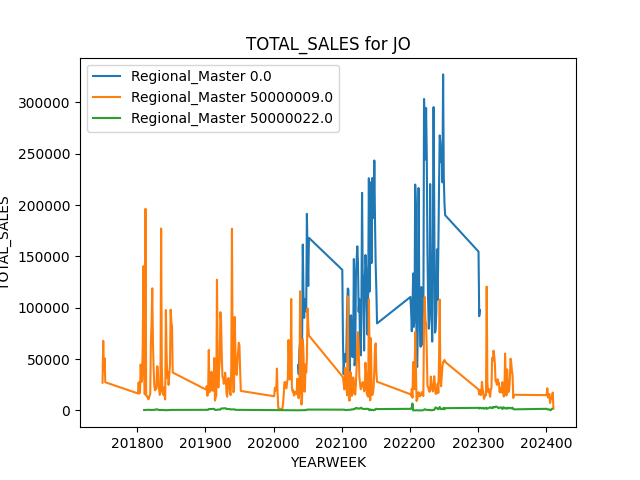 TOTAL_SALES for JO
Regional_Master 0.0
Regional_Master 50000009.0
Regional_Master 50000022.0
TOTAL_SALES
300000
250000
200000
150000
100000
50000
0
201800 201900 202000 202100 202200 202300 202400
YEARWEEK